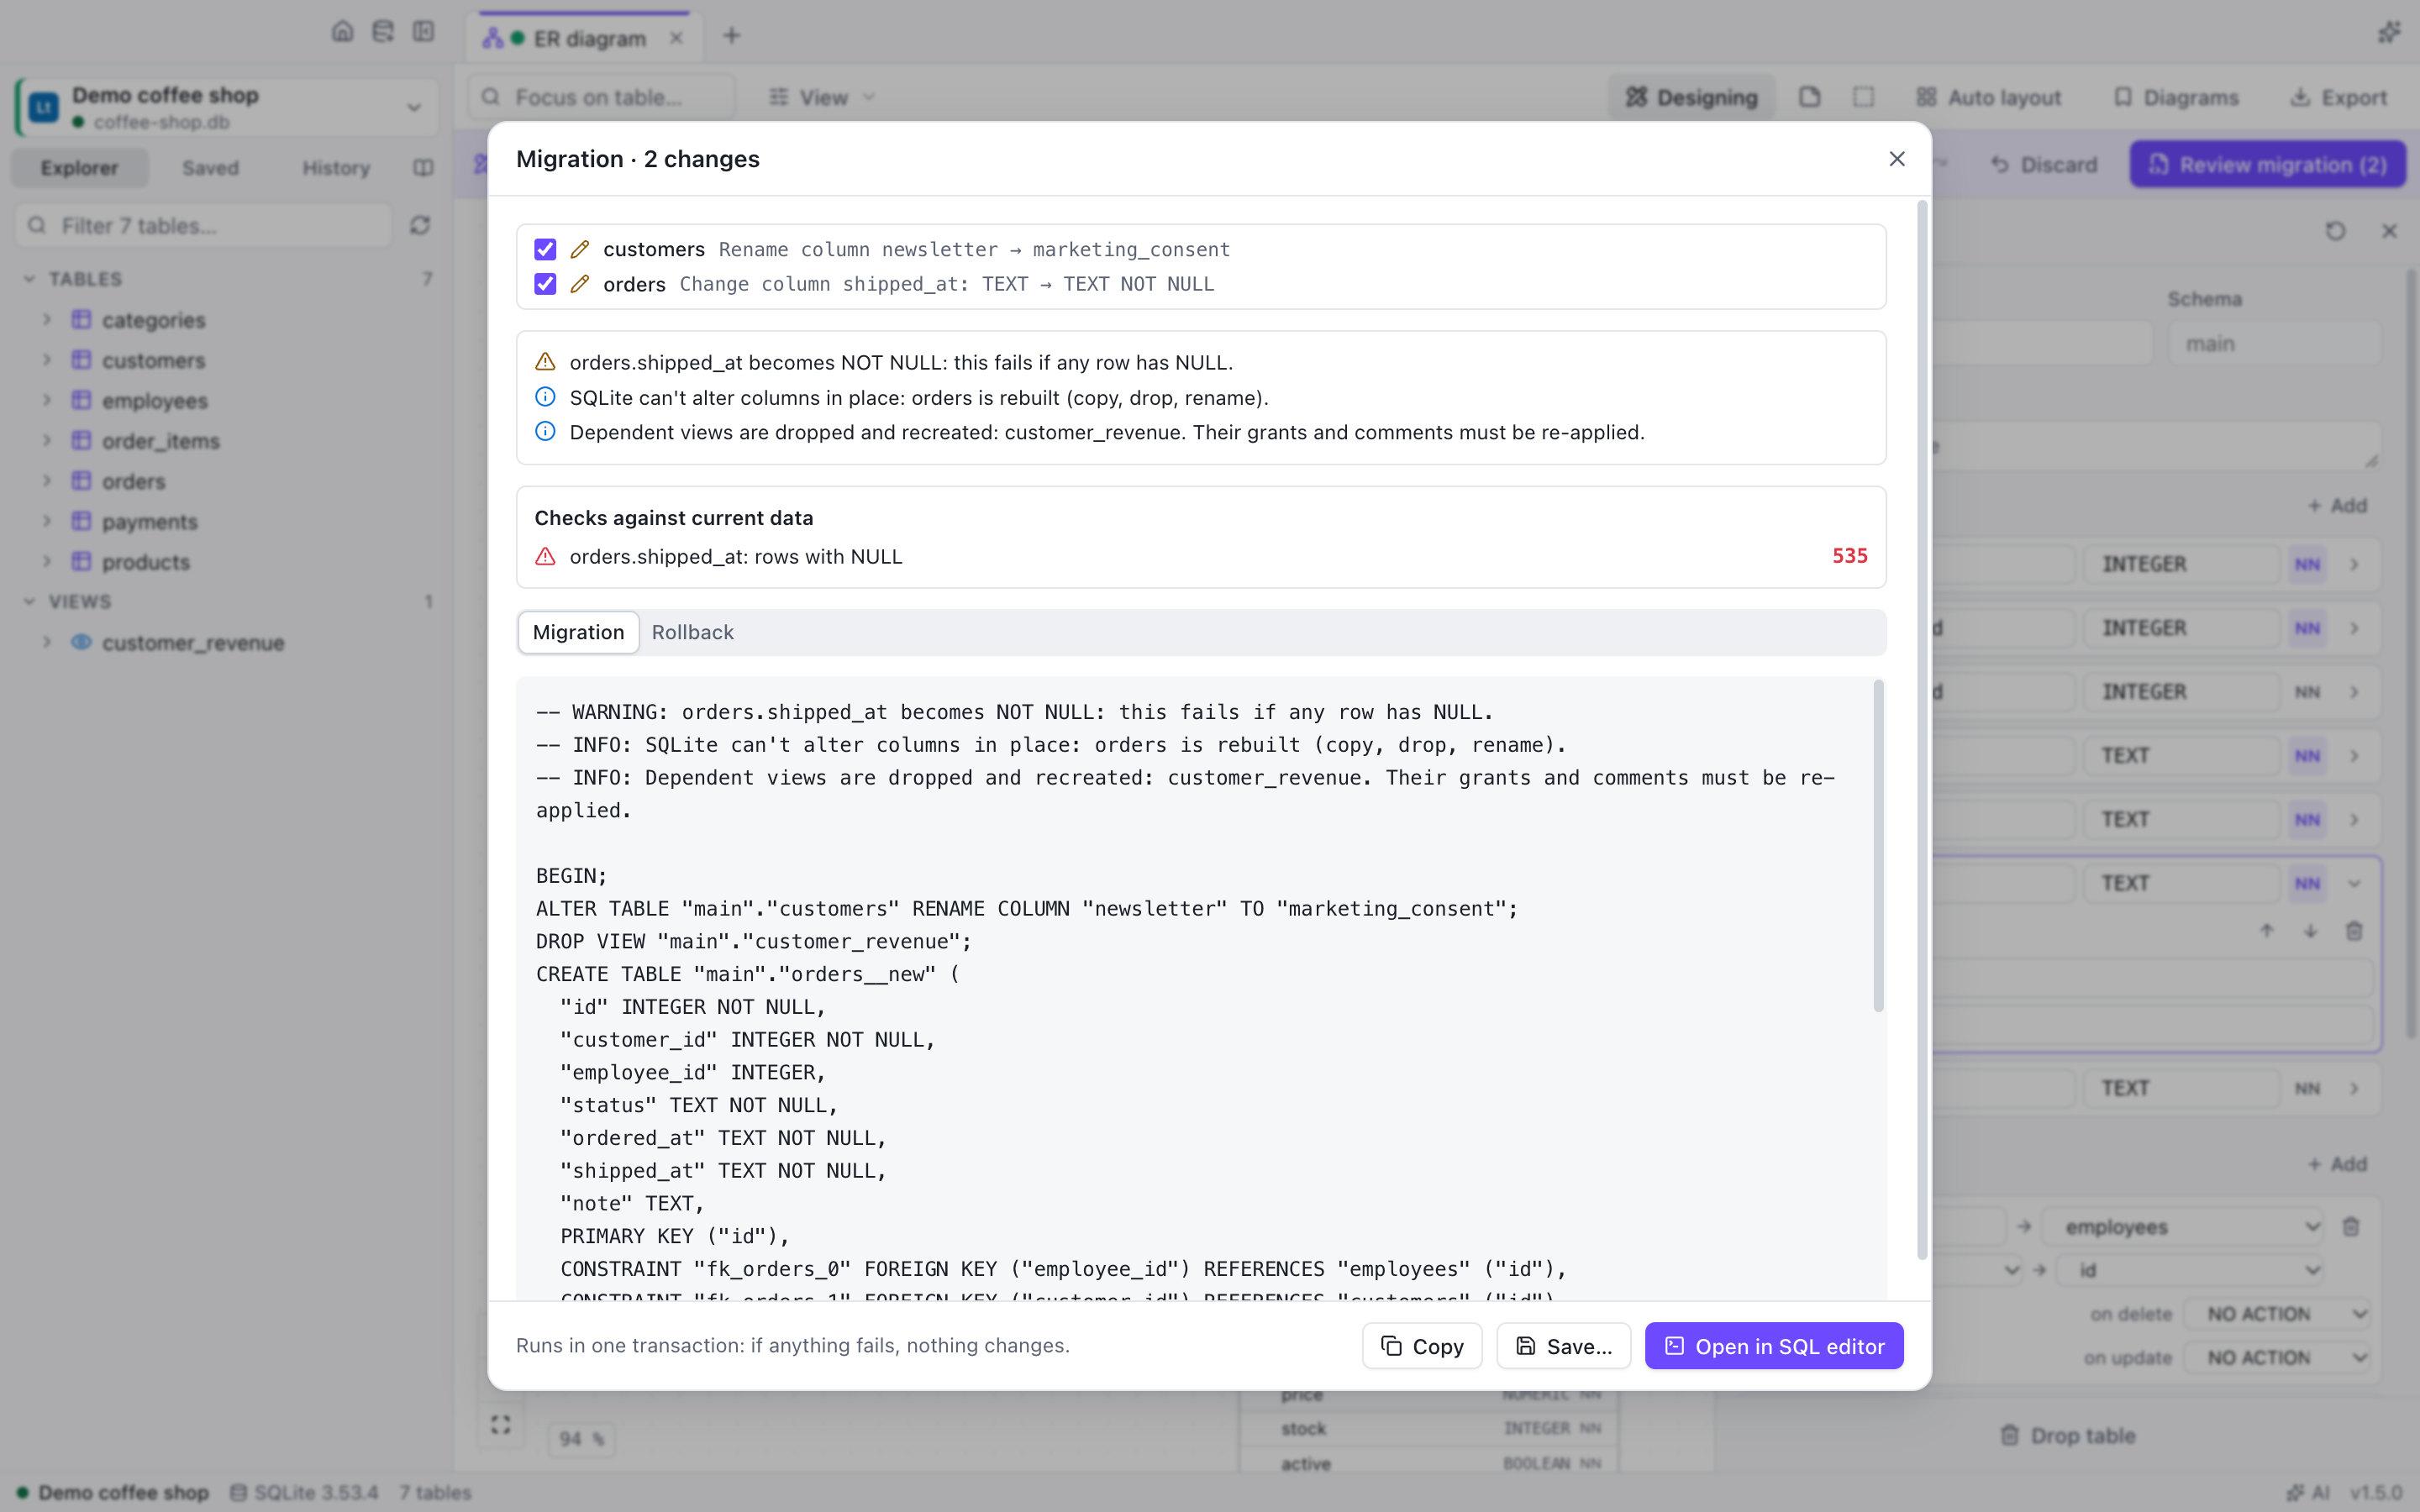 ER diagram
Lt
Demo coffee shop
coffee-shop.db
Focus on table...
View
Designing
Auto layout
Diagrams
Export
Explorer
Saved
History
Discard
Review migration (2)
Filter 7 tables...
TABLES 7
categories
customers
employees
order_items
orders
payments
products
VIEWS 1
customer_revenue
Migration · 2 changes
customers Rename column newsletter → marketing_consent
orders Change column shipped_at: TEXT → TEXT NOT NULL
orders.shipped_at becomes NOT NULL: this fails if any row has NULL.
SQLite can't alter columns in place: orders is rebuilt (copy, drop, rename).
Dependent views are dropped and recreated: customer_revenue. Their grants and comments must be re-applied.
Checks against current data
orders.shipped_at: rows with NULL 535
Migration Rollback
-- WARNING: orders.shipped_at becomes NOT NULL: this fails if any row has NULL.
-- INFO: SQLite can't alter columns in place: orders is rebuilt (copy, drop, rename).
-- INFO: Dependent views are dropped and recreated: customer_revenue. Their grants and comments must be re-
applied.
BEGIN;
ALTER TABLE "main"."customers" RENAME COLUMN "newsletter" TO "marketing_consent";
DROP VIEW "main"."customer_revenue";
CREATE TABLE "main"."orders__new" (
"id" INTEGER NOT NULL,
"customer_id" INTEGER NOT NULL,
"employee_id" INTEGER,
"status" TEXT NOT NULL,
"ordered_at" TEXT NOT NULL,
"shipped_at" TEXT NOT NULL,
"note" TEXT,
PRIMARY KEY ("id"),
CONSTRAINT "fk_orders_0" FOREIGN KEY ("employee_id") REFERENCES "employees" ("id"),
CONSTRAINT "fk_orders_1" FOREIGN KEY ("customer_id") REFERENCES "customers" ("id")
Runs in one transaction: if anything fails, nothing changes.
Copy
Save...
Open in SQL editor
Schema
main
+ Add
INTEGER NN
INTEGER NN
INTEGER NN
TEXT NN
TEXT NN
TEXT NN
TEXT NN
+ Add
→ employees
→ id
on delete NO ACTION
on update NO ACTION
Drop table
price NUMERIC NN
stock INTEGER NN
active BOOLEAN NN
94 %
Demo coffee shop
SQLite 3.53.4
7 tables
AI
v1.5.0